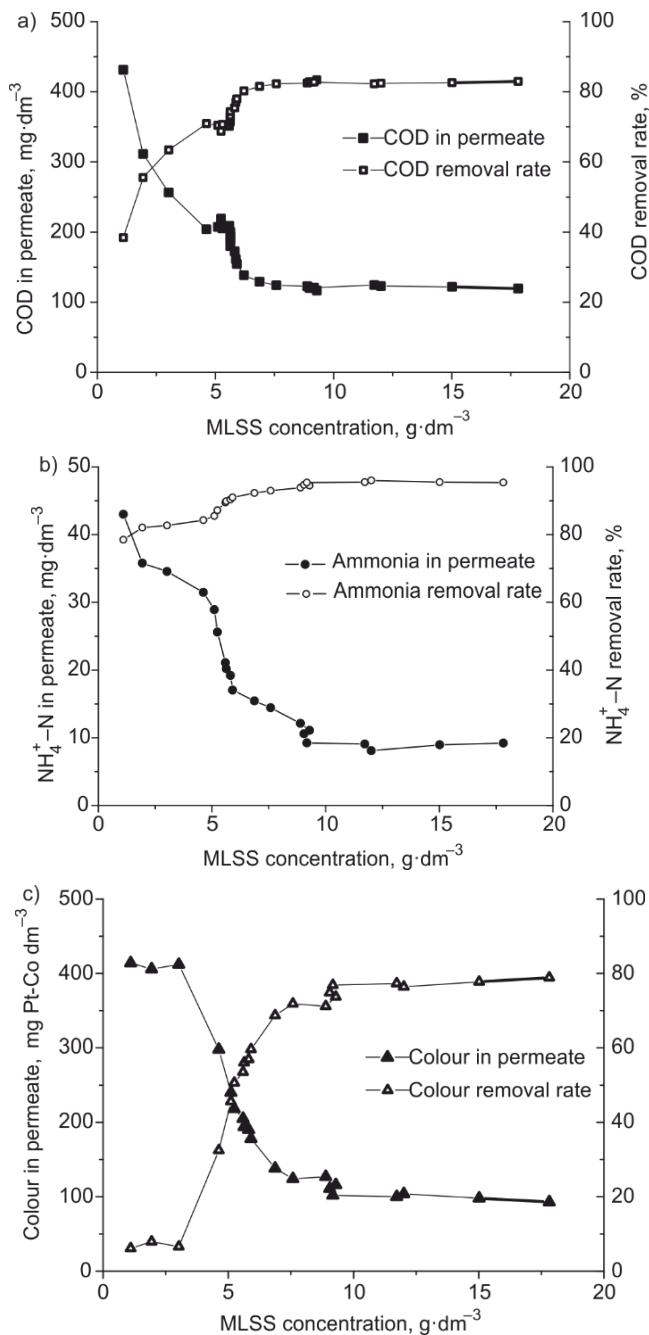 a)
500
400
300
200
100
0
COD in permeate, mg·dm⁻³
100
80
60
40
20
0
COD removal rate, %
COD in permeate
COD removal rate
0 5 10 15 20
MLSS concentration, g·dm⁻³
b)
50
40
30
20
10
0
NH₄⁺–N in permeate, mg·dm⁻³
100
80
60
40
20
0
NH₄⁺–N removal rate, %
Ammonia in permeate
Ammonia removal rate
0 5 10 15 20
MLSS concentration, g·dm⁻³
c)
500
400
300
200
100
0
Colour in permeate, mg Pt-Co dm⁻³
100
80
60
40
20
0
Colour in permeate
Colour removal rate
0 5 10 15 20
MLSS concentration, g·dm⁻³